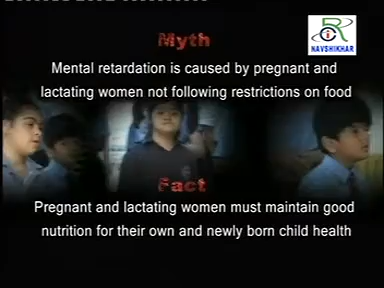 Myth
R
i
NAVSHIKHAR
Mental retardation is caused by pregnant and
lactating women not following restrictions on food
Fact
Pregnant and lactating women must maintain good
nutrition for their own and newly born child health